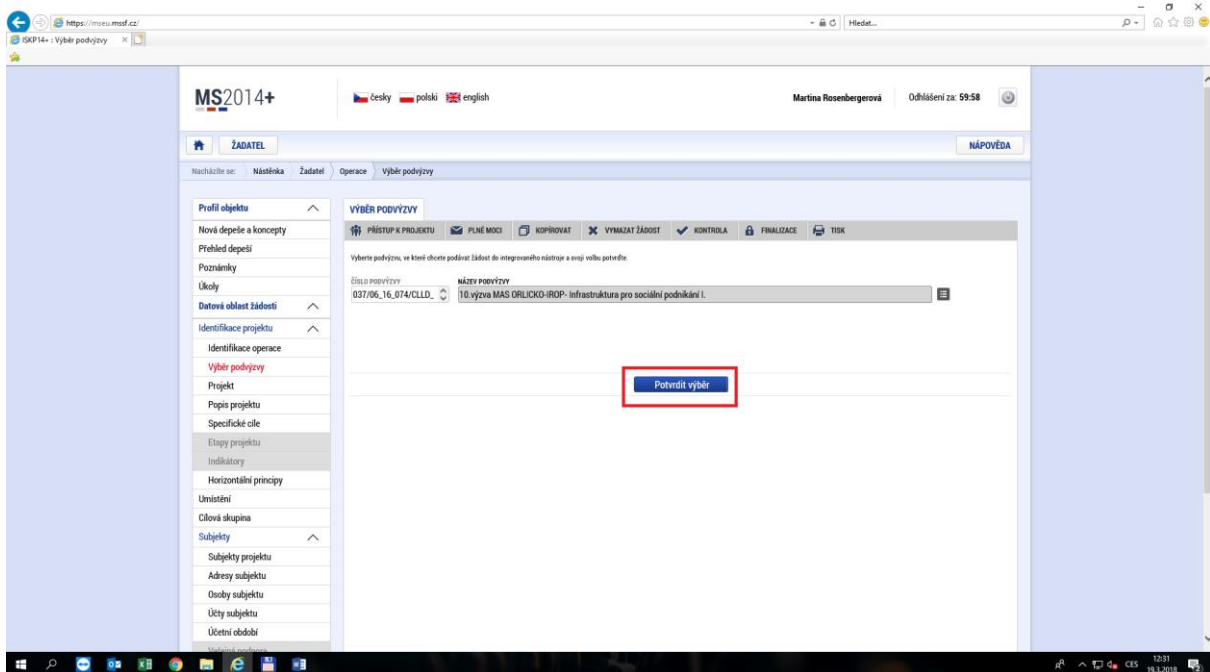 https://mseu.mssf.cz/
Hledat...
ISKP14+ : Výběr podvýzvy
MS2014+
česky polski english
Martina Rosenbergerová
Odhlášení za: 59:58
ŽADATEL
NÁPOVĚDA
Nacházíte se: Nástěnka Žadatel Operace Výběr podvýzvy
Profil objektu
Nová depeše a koncepty
Přehled depeší
Poznámky
Úkoly
Datová oblast žádosti
Identifikace projektu
Identifikace operace
Výběr podvýzvy
Projekt
Popis projektu
Specifické cíle
Etapy projektu
Indikátory
Horizontální principy
Umístění
Cílová skupina
Subjekty
Subjekty projektu
Adresy subjektu
Osoby subjektu
Účty subjektu
Účetní období
Veřejná podpora
VÝBĚR PODVÝZVY
PŘÍSTUP K PROJEKTU PLNÉ MOCI KOPÍROVAT VYMAZAT ŽÁDOST KONTROLA FINALIZACE TISK
Vyberte podvýzvu, ve které chcete podávat žádost do integrovaného nástroje a svoji volbu potvrďte.
ČÍSLO PODVÝZVY NÁZEV PODVÝZVY
037/06_16_074/CLLD_ 10.výzva MAS ORLICKO-IROP- Infrastruktura pro sociální podnikání I.
Potvrdit výběr
CES
12:31
19.3.2018